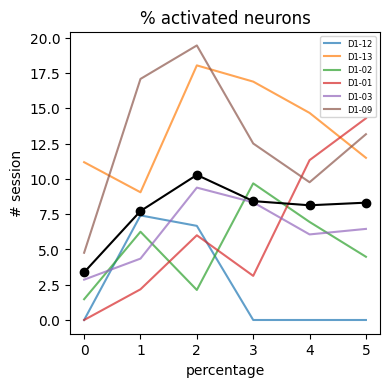 % activated neurons
20.0
17.5
15.0
12.5
10.0
7.5
5.0
2.5
0.0
# session
D1-12
D1-13
D1-02
D1-01
D1-03
D1-09
0 1 2 3 4 5
percentage